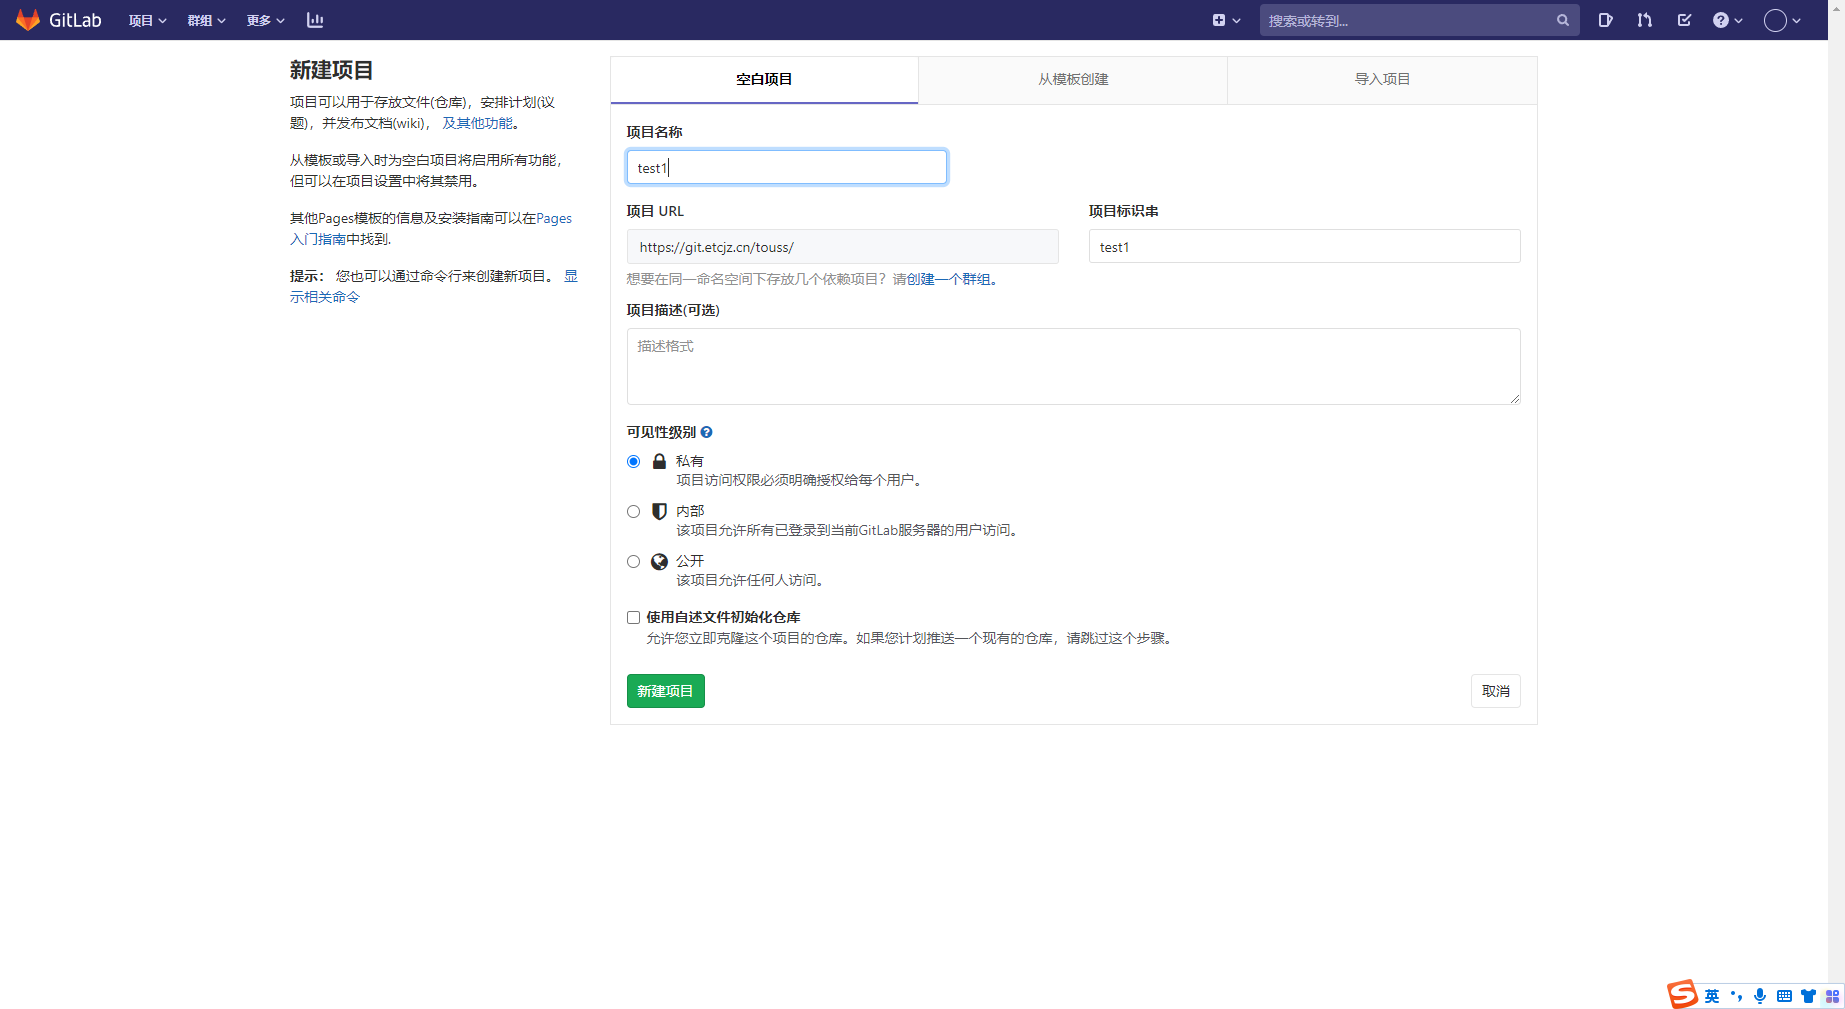 GitLab 项目 群组 更多 搜索或转到...
新建项目
项目可以用于存放文件(仓库)，安排计划(议
题)，并发布文档(wiki)， 及其他功能。
从模板或导入时为空白项目将启用所有功能，
但可以在项目设置中将其禁用。
其他Pages模板的信息及安装指南可以在Pages
入门指南中找到.
提示： 您也可以通过命令行来创建新项目。 显
示相关命令
空白项目 从模板创建 导入项目
项目名称
test1
项目 URL 项目标识串
https://git.etcjz.cn/touss/ test1
想要在同一命名空间下存放几个依赖项目？请创建一个群组。
项目描述(可选)
描述格式
可见性级别
私有
项目访问权限必须明确授权给每个用户。
内部
该项目允许所有已登录到当前GitLab服务器的用户访问。
公开
该项目允许任何人访问。
使用自述文件初始化仓库
允许您立即克隆这个项目的仓库。如果您计划推送一个现有的仓库，请跳过这个步骤。
新建项目 取消
英